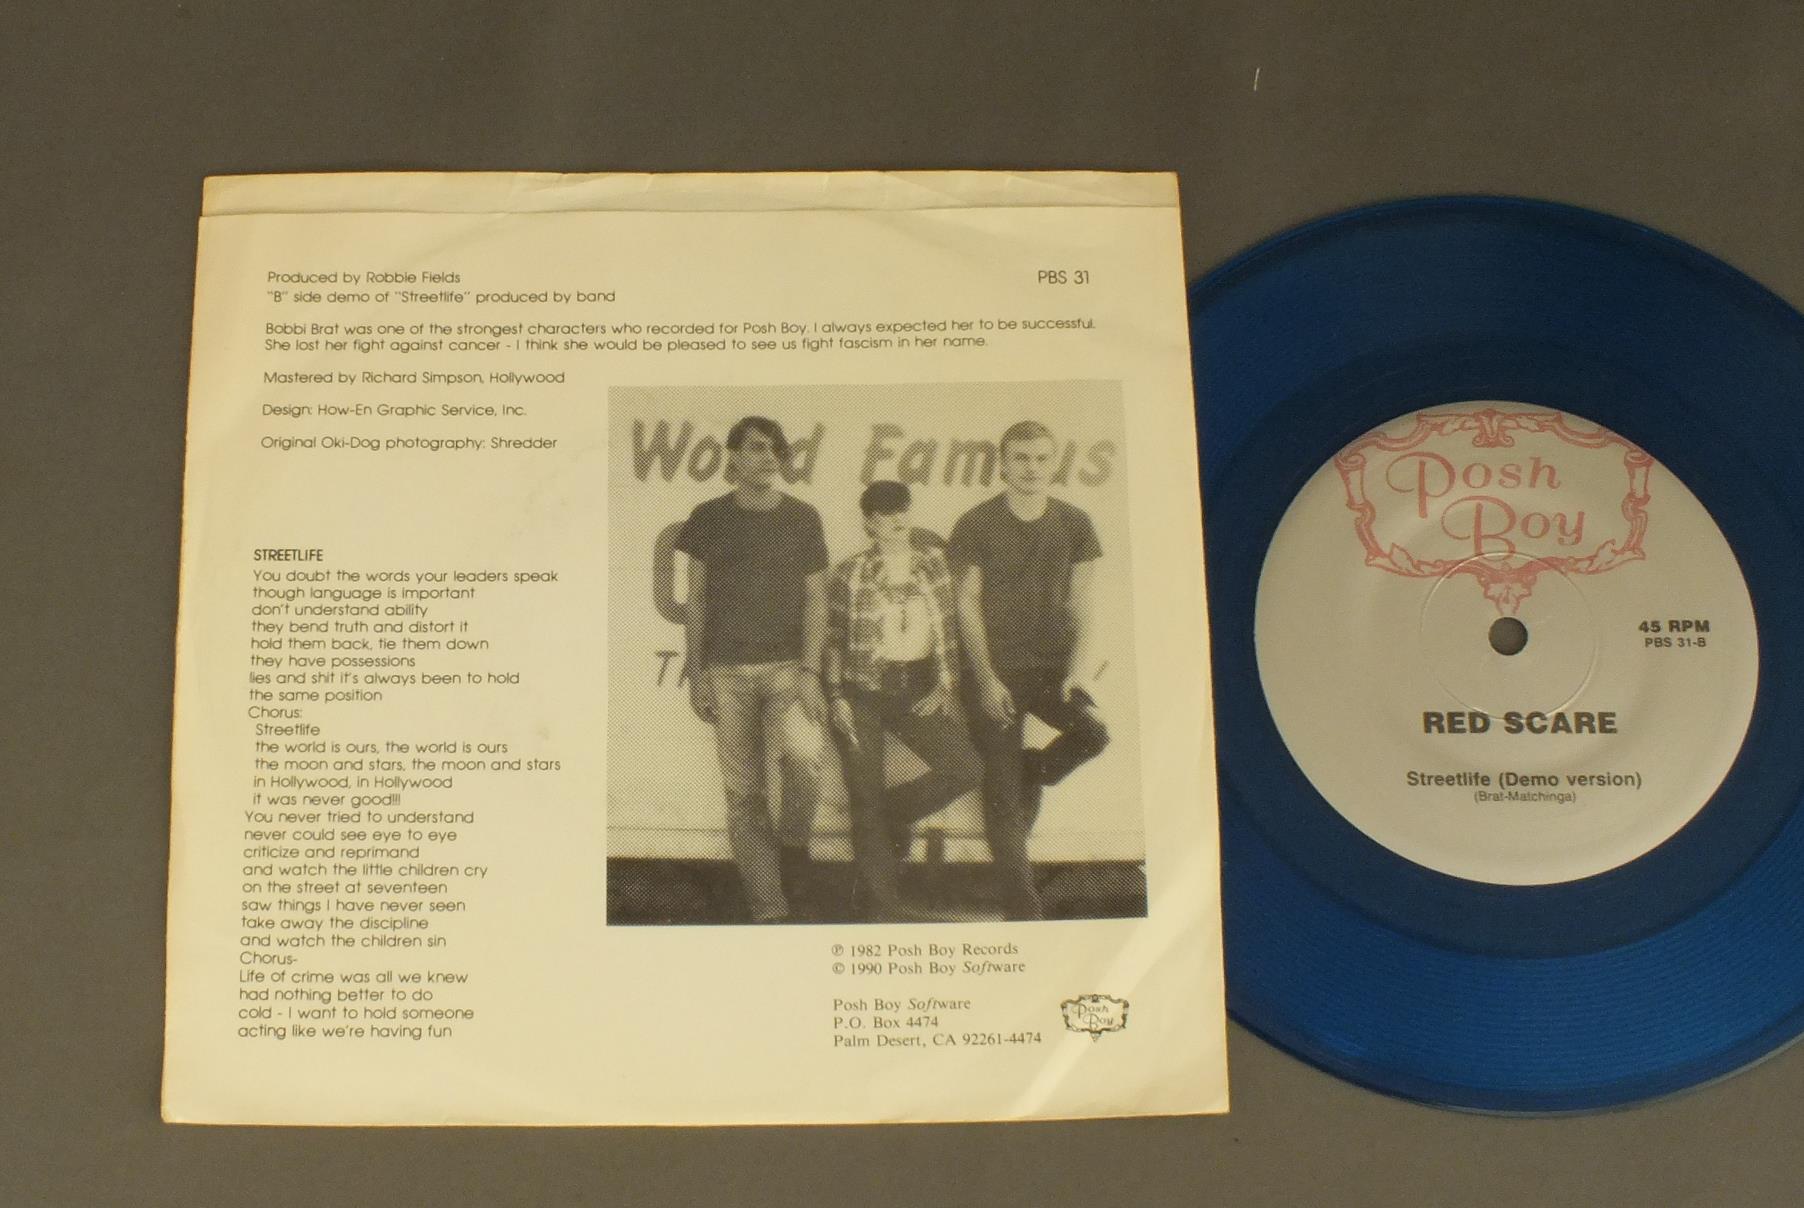 Produced by Robbie Fields
"B" side demo of "Streetlife" produced by band
PBS 31
Bobbi Brat was one of the strongest characters who recorded for Posh Boy. I always expected her to be successful.
She lost her fight against cancer - I think she would be pleased to see us fight fascism in her name.
Mastered by Richard Simpson, Hollywood
Design: How-En Graphic Service, Inc.
Original Oki-Dog photography: Shredder
STREETLIFE
You doubt the words your leaders speak
though language is important
don't understand ability
they bend truth and distort it
hold them back, tie them down
they have possessions
lies and shit it's always been to hold
the same position
Chorus:
Streetlife
the world is ours, the world is ours
the moon and stars, the moon and stars
in Hollywood, in Hollywood
it was never good!!!
You never tried to understand
never could see eye to eye
criticize and reprimand
and watch the little children cry
on the street at seventeen
saw things I have never seen
take away the discipline
and watch the children sin
Chorus-
Life of crime was all we knew
had nothing better to do
cold - I want to hold someone
acting like we're having fun
World Famous
℗ 1982 Posh Boy Records
© 1990 Posh Boy Software
Posh Boy Software
P.O. Box 4474
Palm Desert, CA 92261-4474
Posh
Boy
Posh
Boy
45 RPM
PBS 31-B
RED SCARE
Streetlife (Demo version)
(Brat-Matchinga)